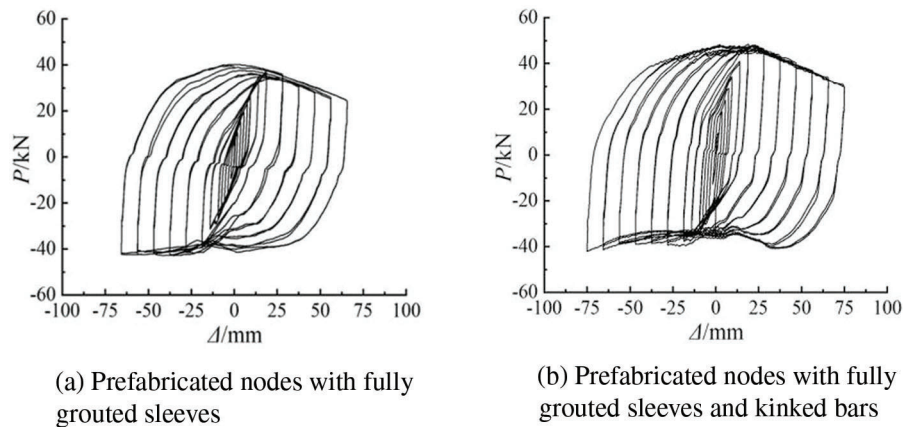 60
40
20
0
-20
-40
-60
P/kN
-100 -75 -50 -25 0 25 50 75 100
Δ/mm
(a) Prefabricated nodes with fully
grouted sleeves
60
40
20
0
-20
-40
-60
P/kN
-100 -75 -50 -25 0 25 50 75 100
Δ/mm
(b) Prefabricated nodes with fully
grouted sleeves and kinked bars